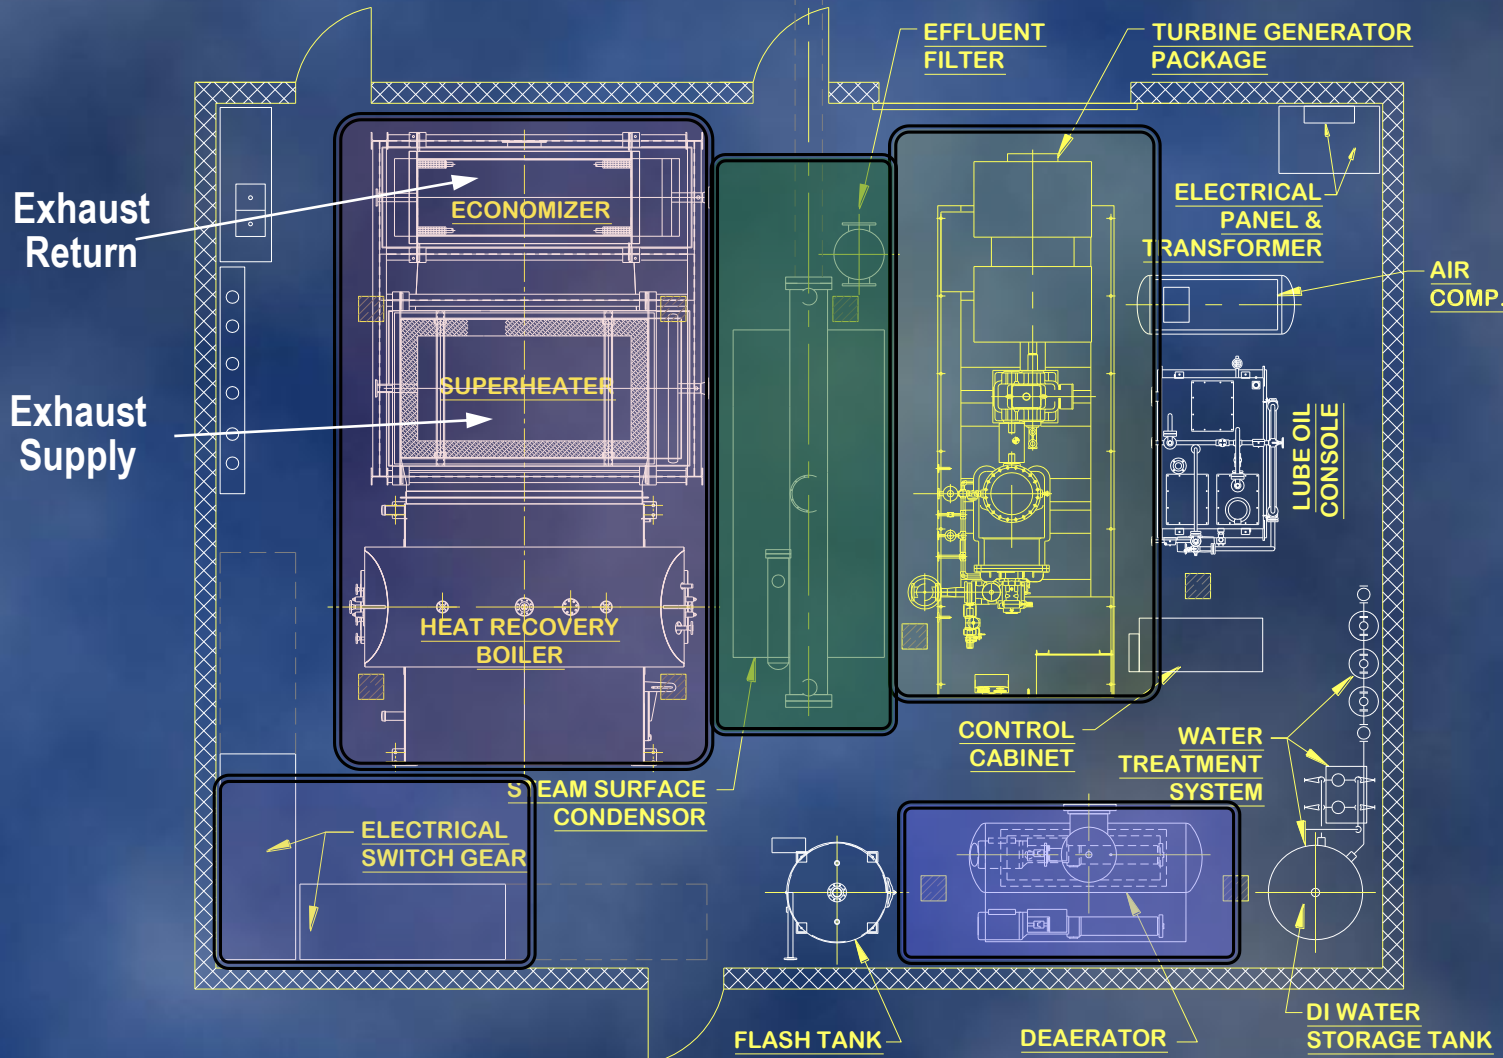 EFFLUENT
FILTER
TURBINE GENERATOR
PACKAGE
Exhaust
Return
ECONOMIZER
ELECTRICAL
PANEL &
TRANSFORMER
AIR
COMP.
SUPERHEATER
Exhaust
Supply
LUBE OIL
CONSOLE
HEAT RECOVERY
BOILER
CONTROL
CABINET
WATER
TREATMENT
SYSTEM
STEAM SURFACE
CONDENSOR
ELECTRICAL
SWITCH GEAR
FLASH TANK
DEAERATOR
DI WATER
STORAGE TANK